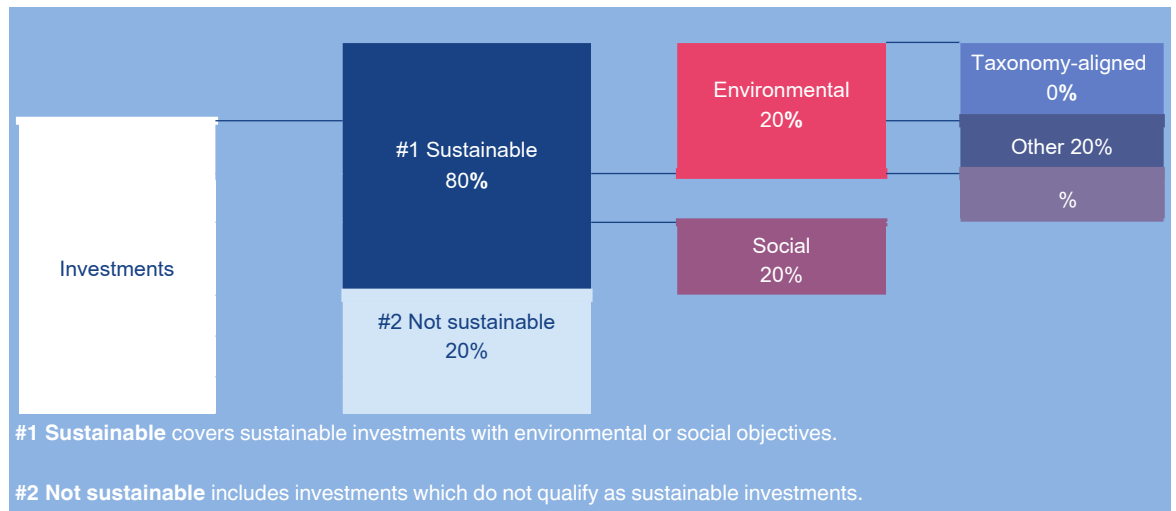 Investments
#1 Sustainable
80%
#2 Not sustainable
20%
Environmental
20%
Social
20%
Taxonomy-aligned
0%
Other 20%
%
#1 Sustainable covers sustainable investments with environmental or social objectives.
#2 Not sustainable includes investments which do not qualify as sustainable investments.